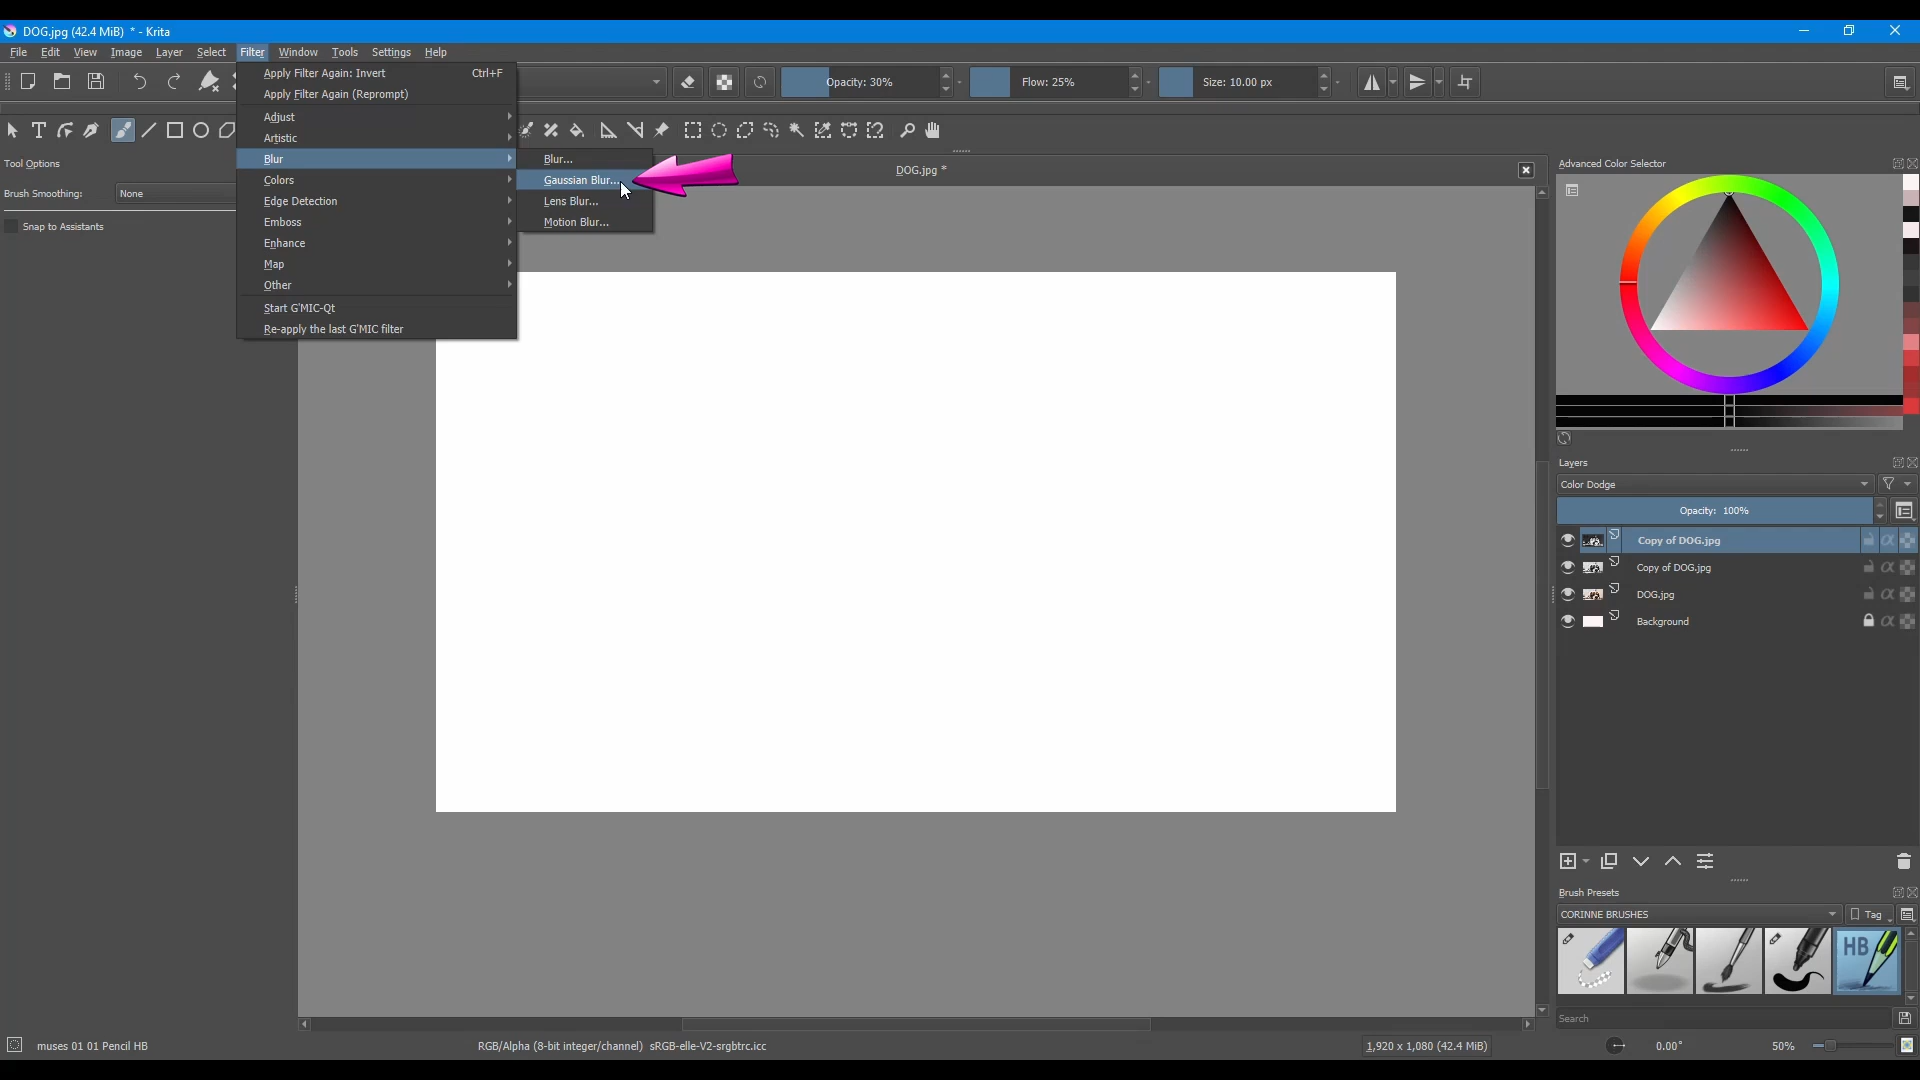 DOG.jpg (42.4 MiB) * - Krita
File Edit View Image Layer Select Filter Window Tools Settings Help
Apply Filter Again: Invert Ctrl+F
Apply Filter Again (Reprompt)
Opacity: 30% Flow: 25% Size: 10.00 px
Adjust
Artistic
Blur
Colors
Edge Detection
Emboss
Enhance
Map
Other
Start G'MIC-Qt
Re-apply the last G'MIC filter
Blur...
Gaussian Blur...
Lens Blur...
Motion Blur...
Tool Options
Brush Smoothing: None
Snap to Assistants
DOG.jpg *
Advanced Color Selector
Layers
Color Dodge
Opacity: 100%
Copy of DOG.jpg
Copy of DOG.jpg
DOG.jpg
Background
Brush Presets
CORINNE BRUSHES Tag
HB
Search
muses 01 01 Pencil HB RGB/Alpha (8-bit integer/channel) sRGB-elle-V2-srgbtrc.icc 1,920 x 1,080 (42.4 MiB) 0.00° 50%